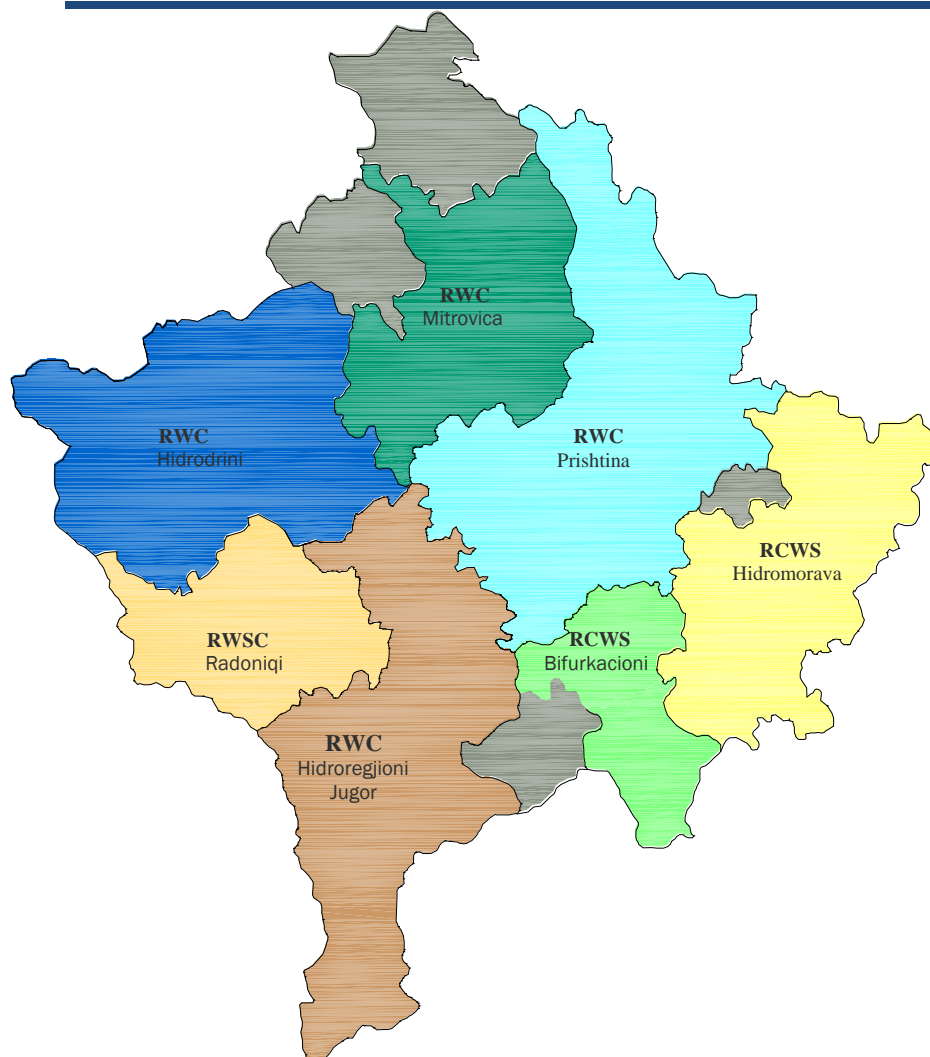 RWC
Mitrovica
RWC
Hidrodrini
RWC
Prishtina
RCWS
Hidromorava
RWSC
Radoniqi
RCWS
Bifurkacioni
RWC
Hidroregjioni
Jugor